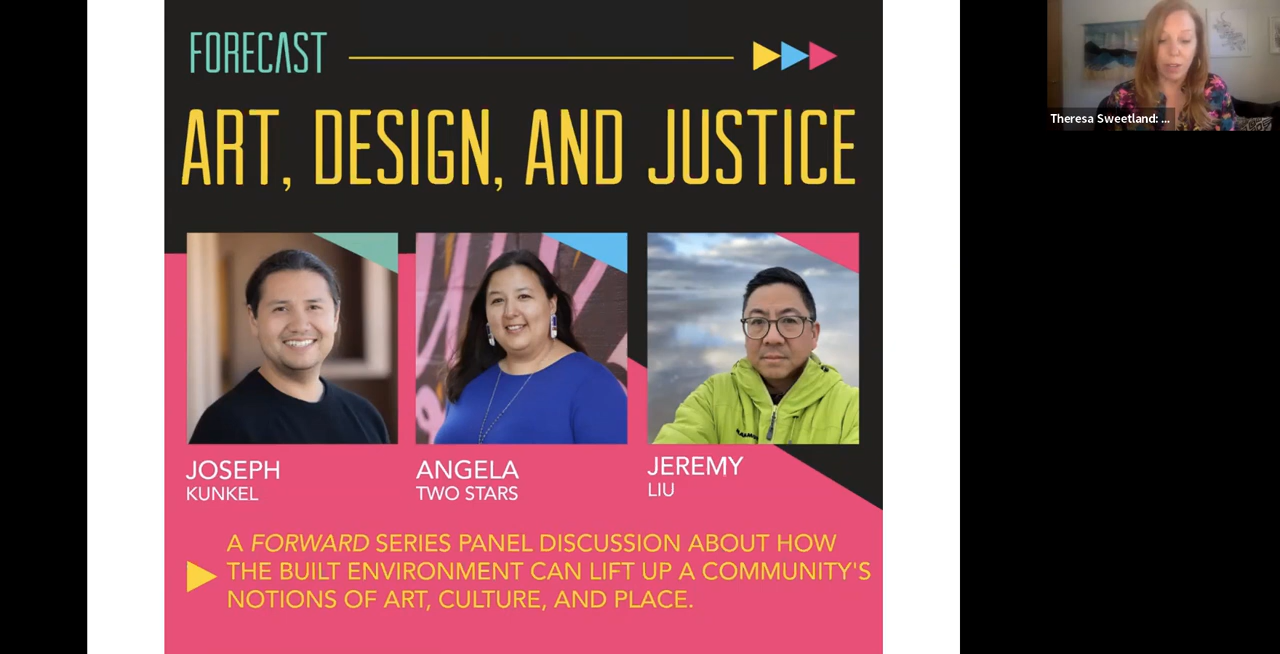 FORECAST
ART, DESIGN, AND JUSTICE
JOSEPH
KUNKEL
ANGELA
TWO STARS
JEREMY
LIU
A FORWARD SERIES PANEL DISCUSSION ABOUT HOW
THE BUILT ENVIRONMENT CAN LIFT UP A COMMUNITY'S
NOTIONS OF ART, CULTURE, AND PLACE.
Theresa Sweetland: ...